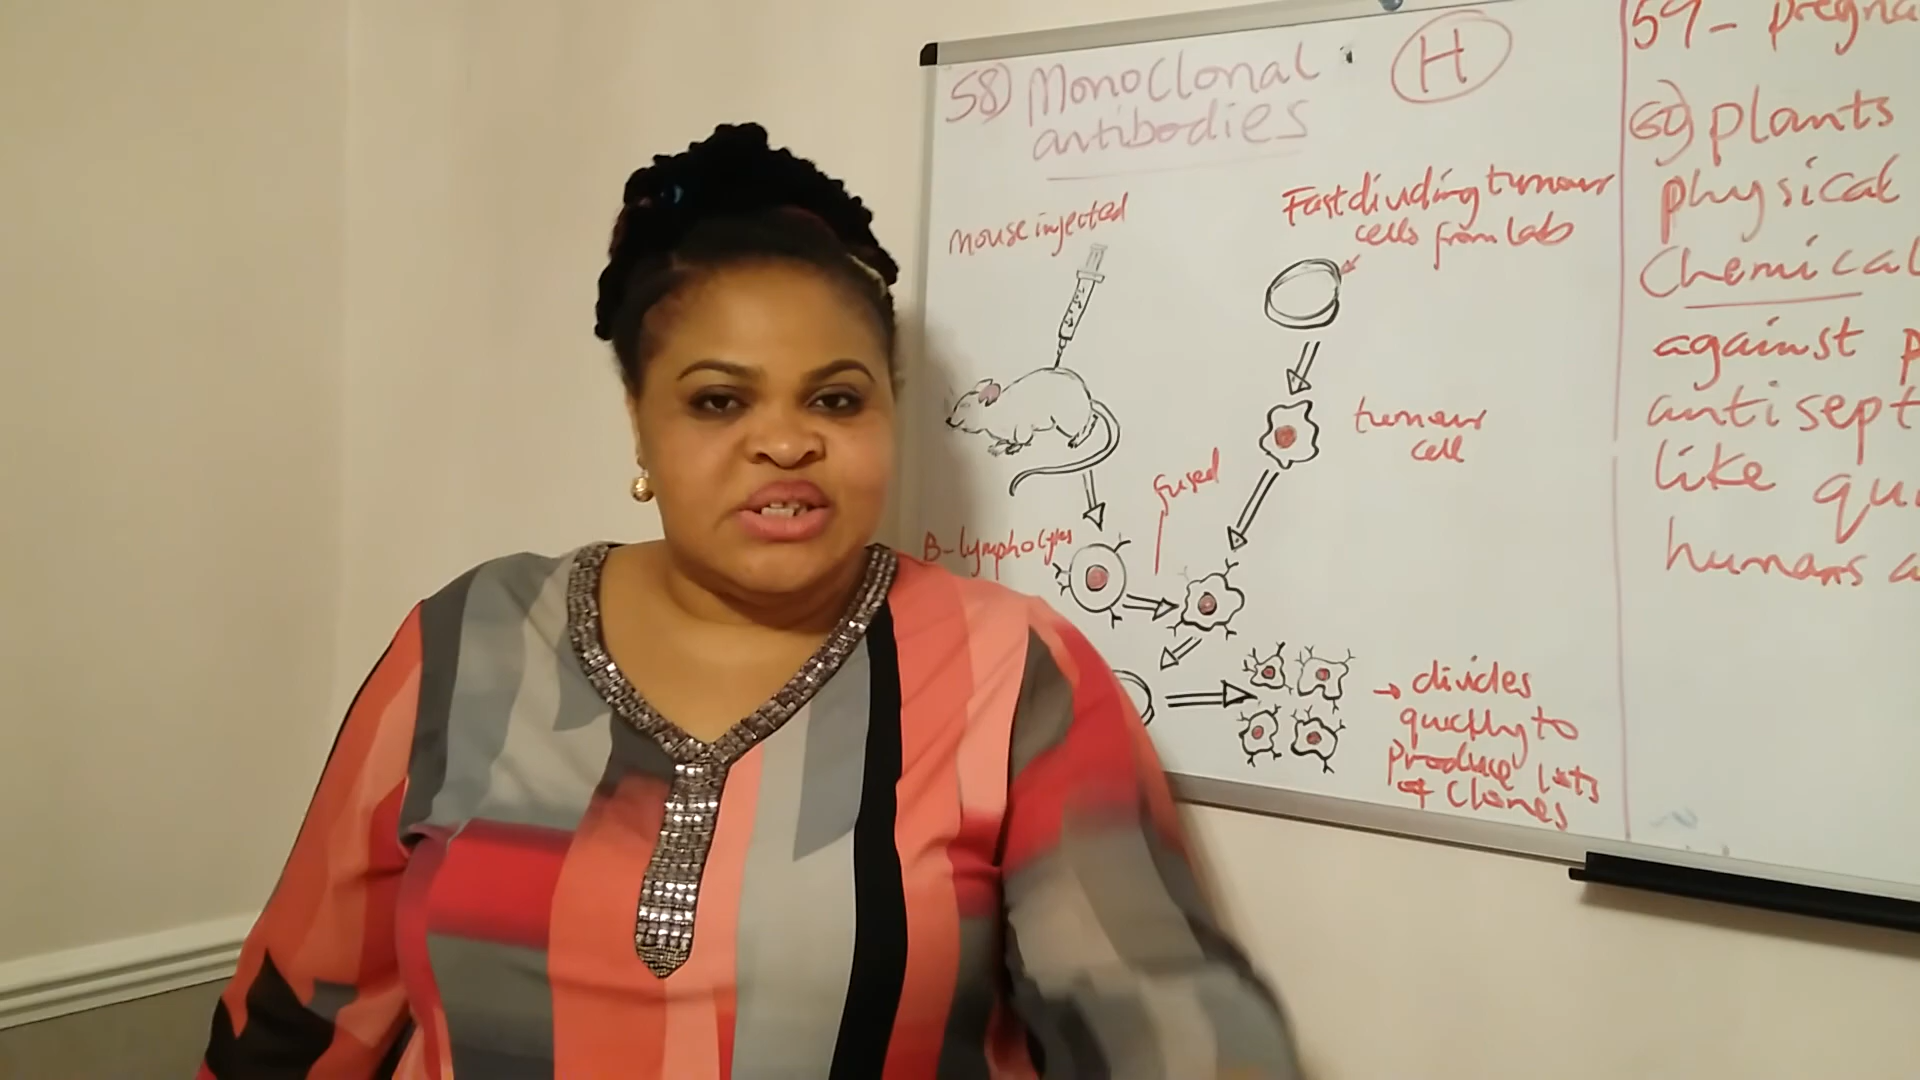 58) Monoclonal
antibodies
H
mouse injected
Fast dividing tumour
cells from lab
tumour
cell
fused
B-lymphocytes
→ divides
quickly to
produce lots
of clones
59 - pregna
60) plants
physical
Chemical
against p
antisept
like qu
humans a